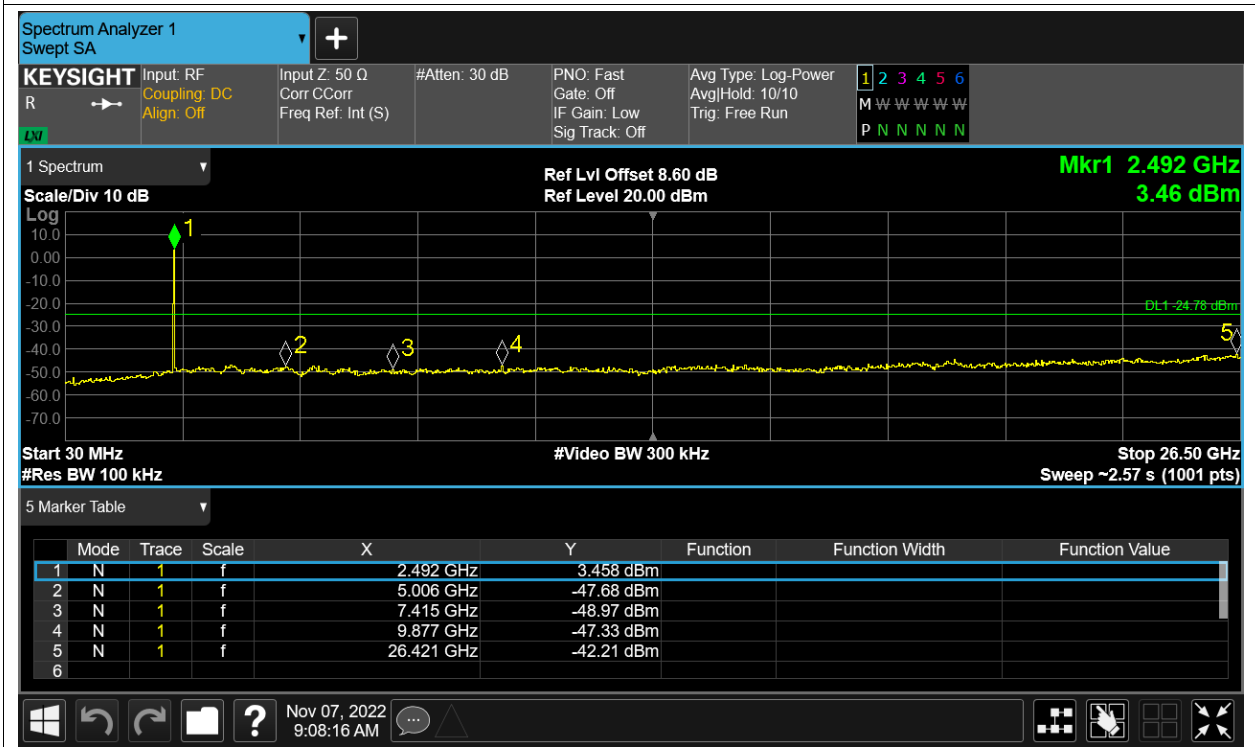 Spectrum Analyzer 1
Swept SA
KEYSIGHT
R
LXI
Input: RF
Coupling: DC
Align: Off
Input Z: 50 Ω
Corr CCorr
Freq Ref: Int (S)
#Atten: 30 dB
PNO: Fast
Gate: Off
IF Gain: Low
Sig Track: Off
Avg Type: Log-Power
Avg|Hold: 10/10
Trig: Free Run
1 2 3 4 5 6
M W W W W W
P N N N N N
1 Spectrum
Scale/Div 10 dB
Ref Lvl Offset 8.60 dB
Ref Level 20.00 dBm
Mkr1 2.492 GHz
3.46 dBm
Log
10.0
0.00
-10.0
-20.0
-30.0
-40.0
-50.0
-60.0
-70.0
1
2
3
4
5
DL1 -24.78 dBm
Start 30 MHz
#Video BW 300 kHz
Stop 26.50 GHz
#Res BW 100 kHz
Sweep ~2.57 s (1001 pts)
5 Marker Table
Mode Trace Scale X Y Function Function Width Function Value
1 N 1 f 2.492 GHz 3.458 dBm
2 N 1 f 5.006 GHz -47.68 dBm
3 N 1 f 7.415 GHz -48.97 dBm
4 N 1 f 9.877 GHz -47.33 dBm
5 N 1 f 26.421 GHz -42.21 dBm
6
?
Nov 07, 2022
9:08:16 AM